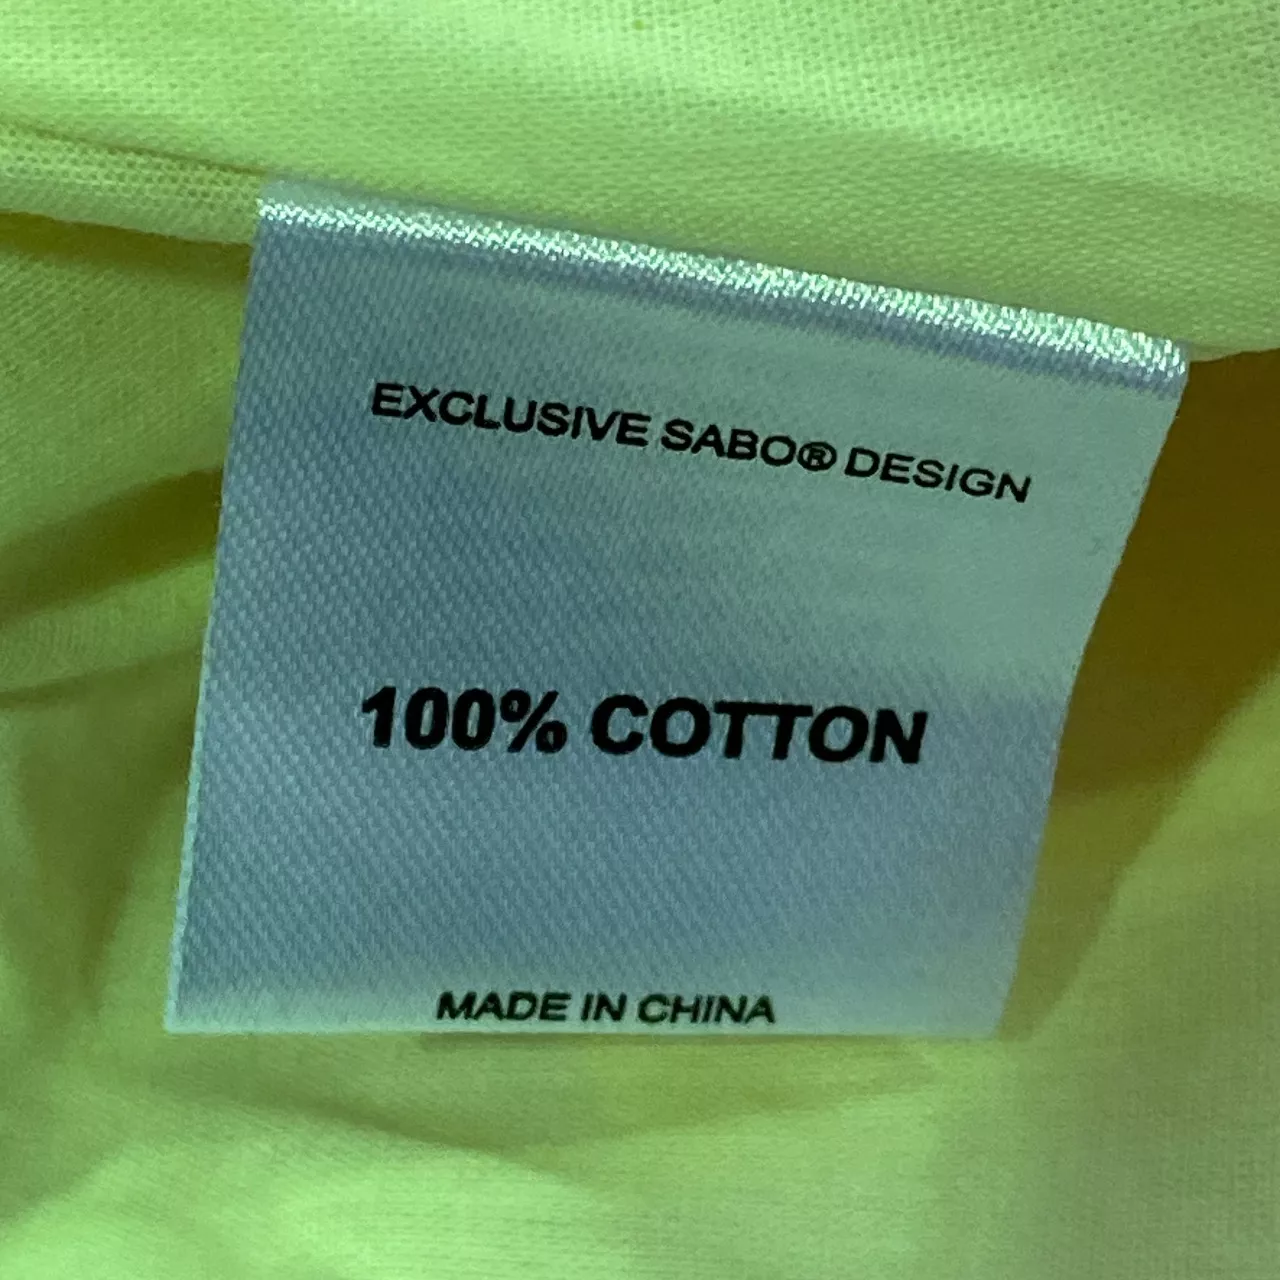 EXCLUSIVE SABO® DESIGN
100% COTTON
MADE IN CHINA